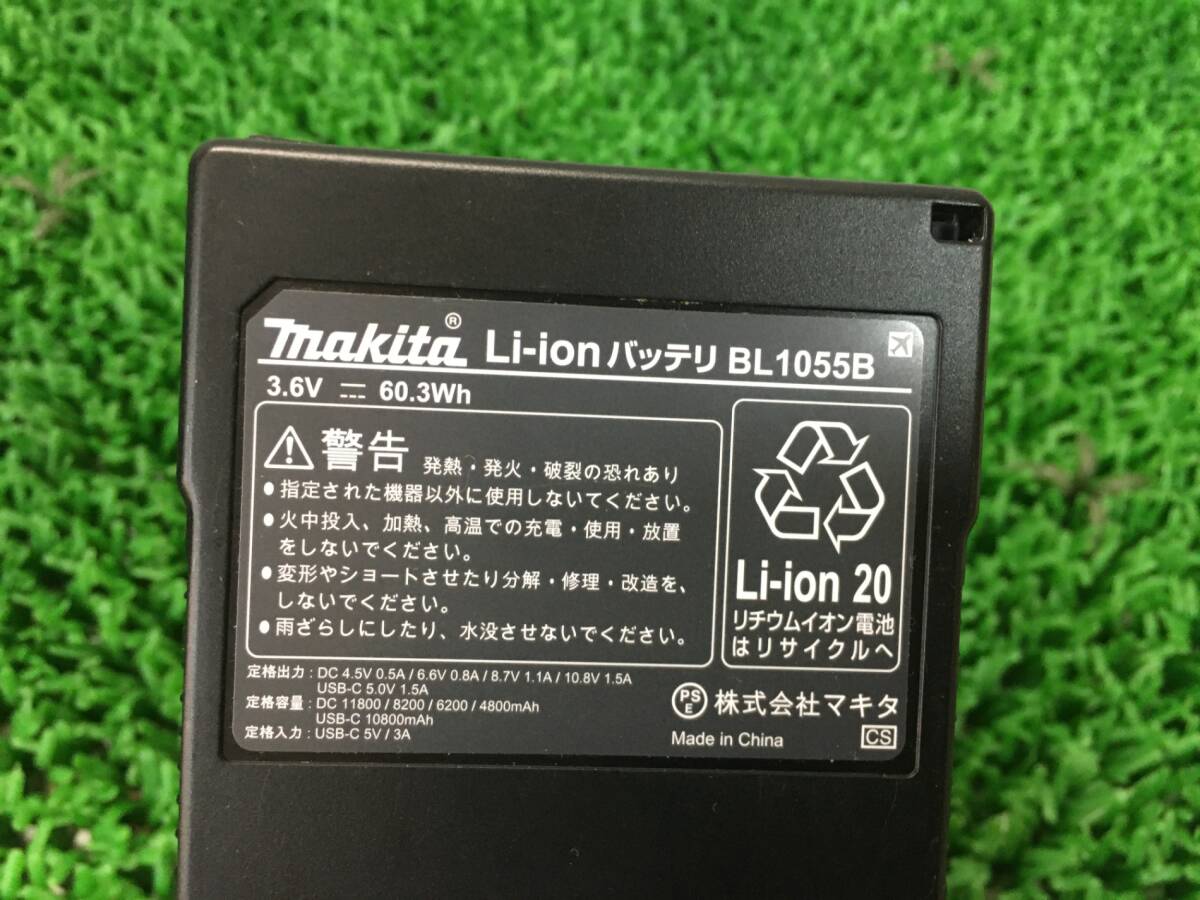 makita® Li-ion バッテリ BL1055B
3.6V ⎓ 60.3Wh
警告 発熱・発火・破裂の恐れあり
●指定された機器以外に使用しないてください。
●火中投入、加熱、高温での充電・使用・放置
をしないでください。
●変形やショートさせたり分解・修理・改造を、
しないでください。
●雨ざらしにしたり、水没させないでください。
Li-ion 20
リチウムイオン電池
はリサイクルへ
定格出力：DC 4.5V 0.5A / 6.6V 0.8A / 8.7V 1.1A / 10.8V 1.5A
USB-C 5.0V 1.5A
定格容量：DC 11800 / 8200 / 6200 / 4800mAh
USB-C 10800mAh
定格入力：USB-C 5V / 3A
PSE 株式会社マキタ
Made in China CS